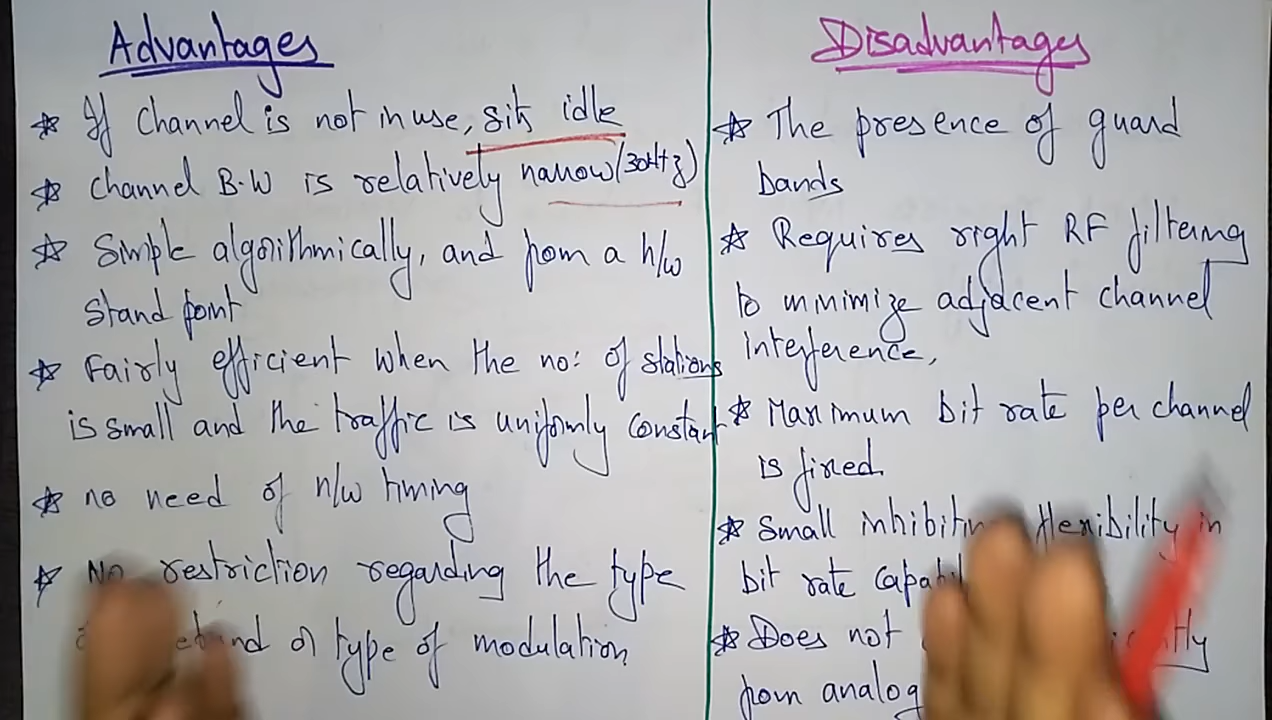 Advantages
* If channel is not in use, sits idle
* channel B.W is relatively narrow (30kHz)
* Simple algorithmically, and from a h/w
stand point
* Fairly efficient when the no: of stations
is small and the traffic is uniformly constant
* no need of n/w timing
* No restriction regarding the type
or type of modulation
Disadvantages
* The presence of guard
bands
* Requires right RF filtering
to minimize adjacent channel
interference,
* Maximum bit rate per channel
is fixed
* Small inhibiting flexibility in
bit rate
* Does not
from analog